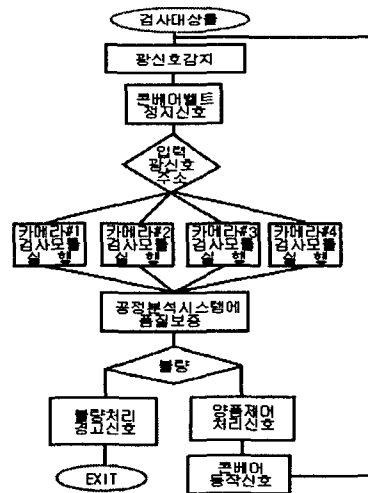 검사대상물
광신호감지
콘베어벨트
정지신호
입력
광신호
주소
카메라#1
검사모듈
실 행
카메라#2
검사모듈
실 행
카메라#3
검사모듈
실 행
카메라#4
검사모듈
실 행
공정분석시스템에
품질보증
불량
불량처리
경고신호
양품제어
처리신호
EXIT
콘베어
동작신호